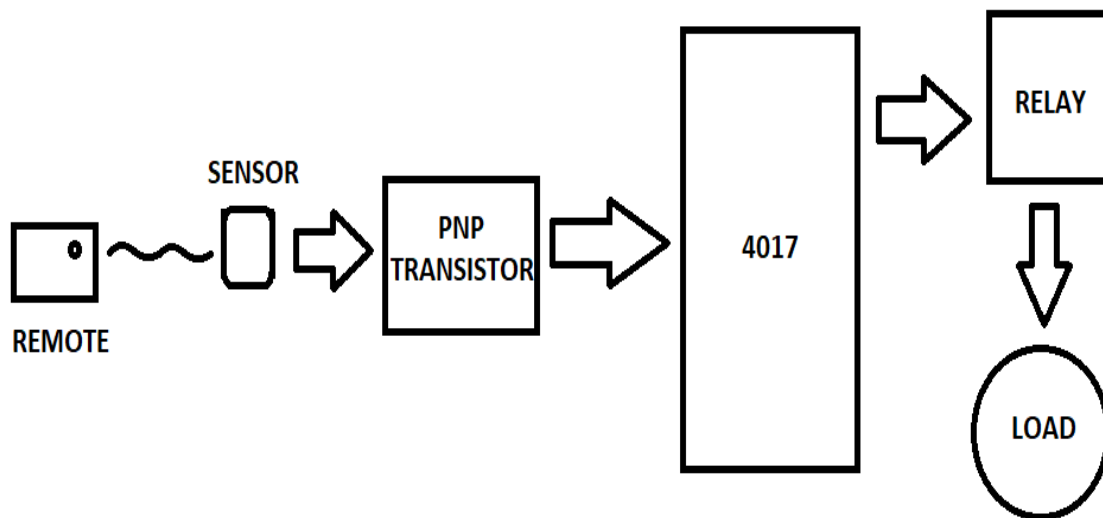 REMOTE
SENSOR
PNP
TRANSISTOR
4017
RELAY
LOAD